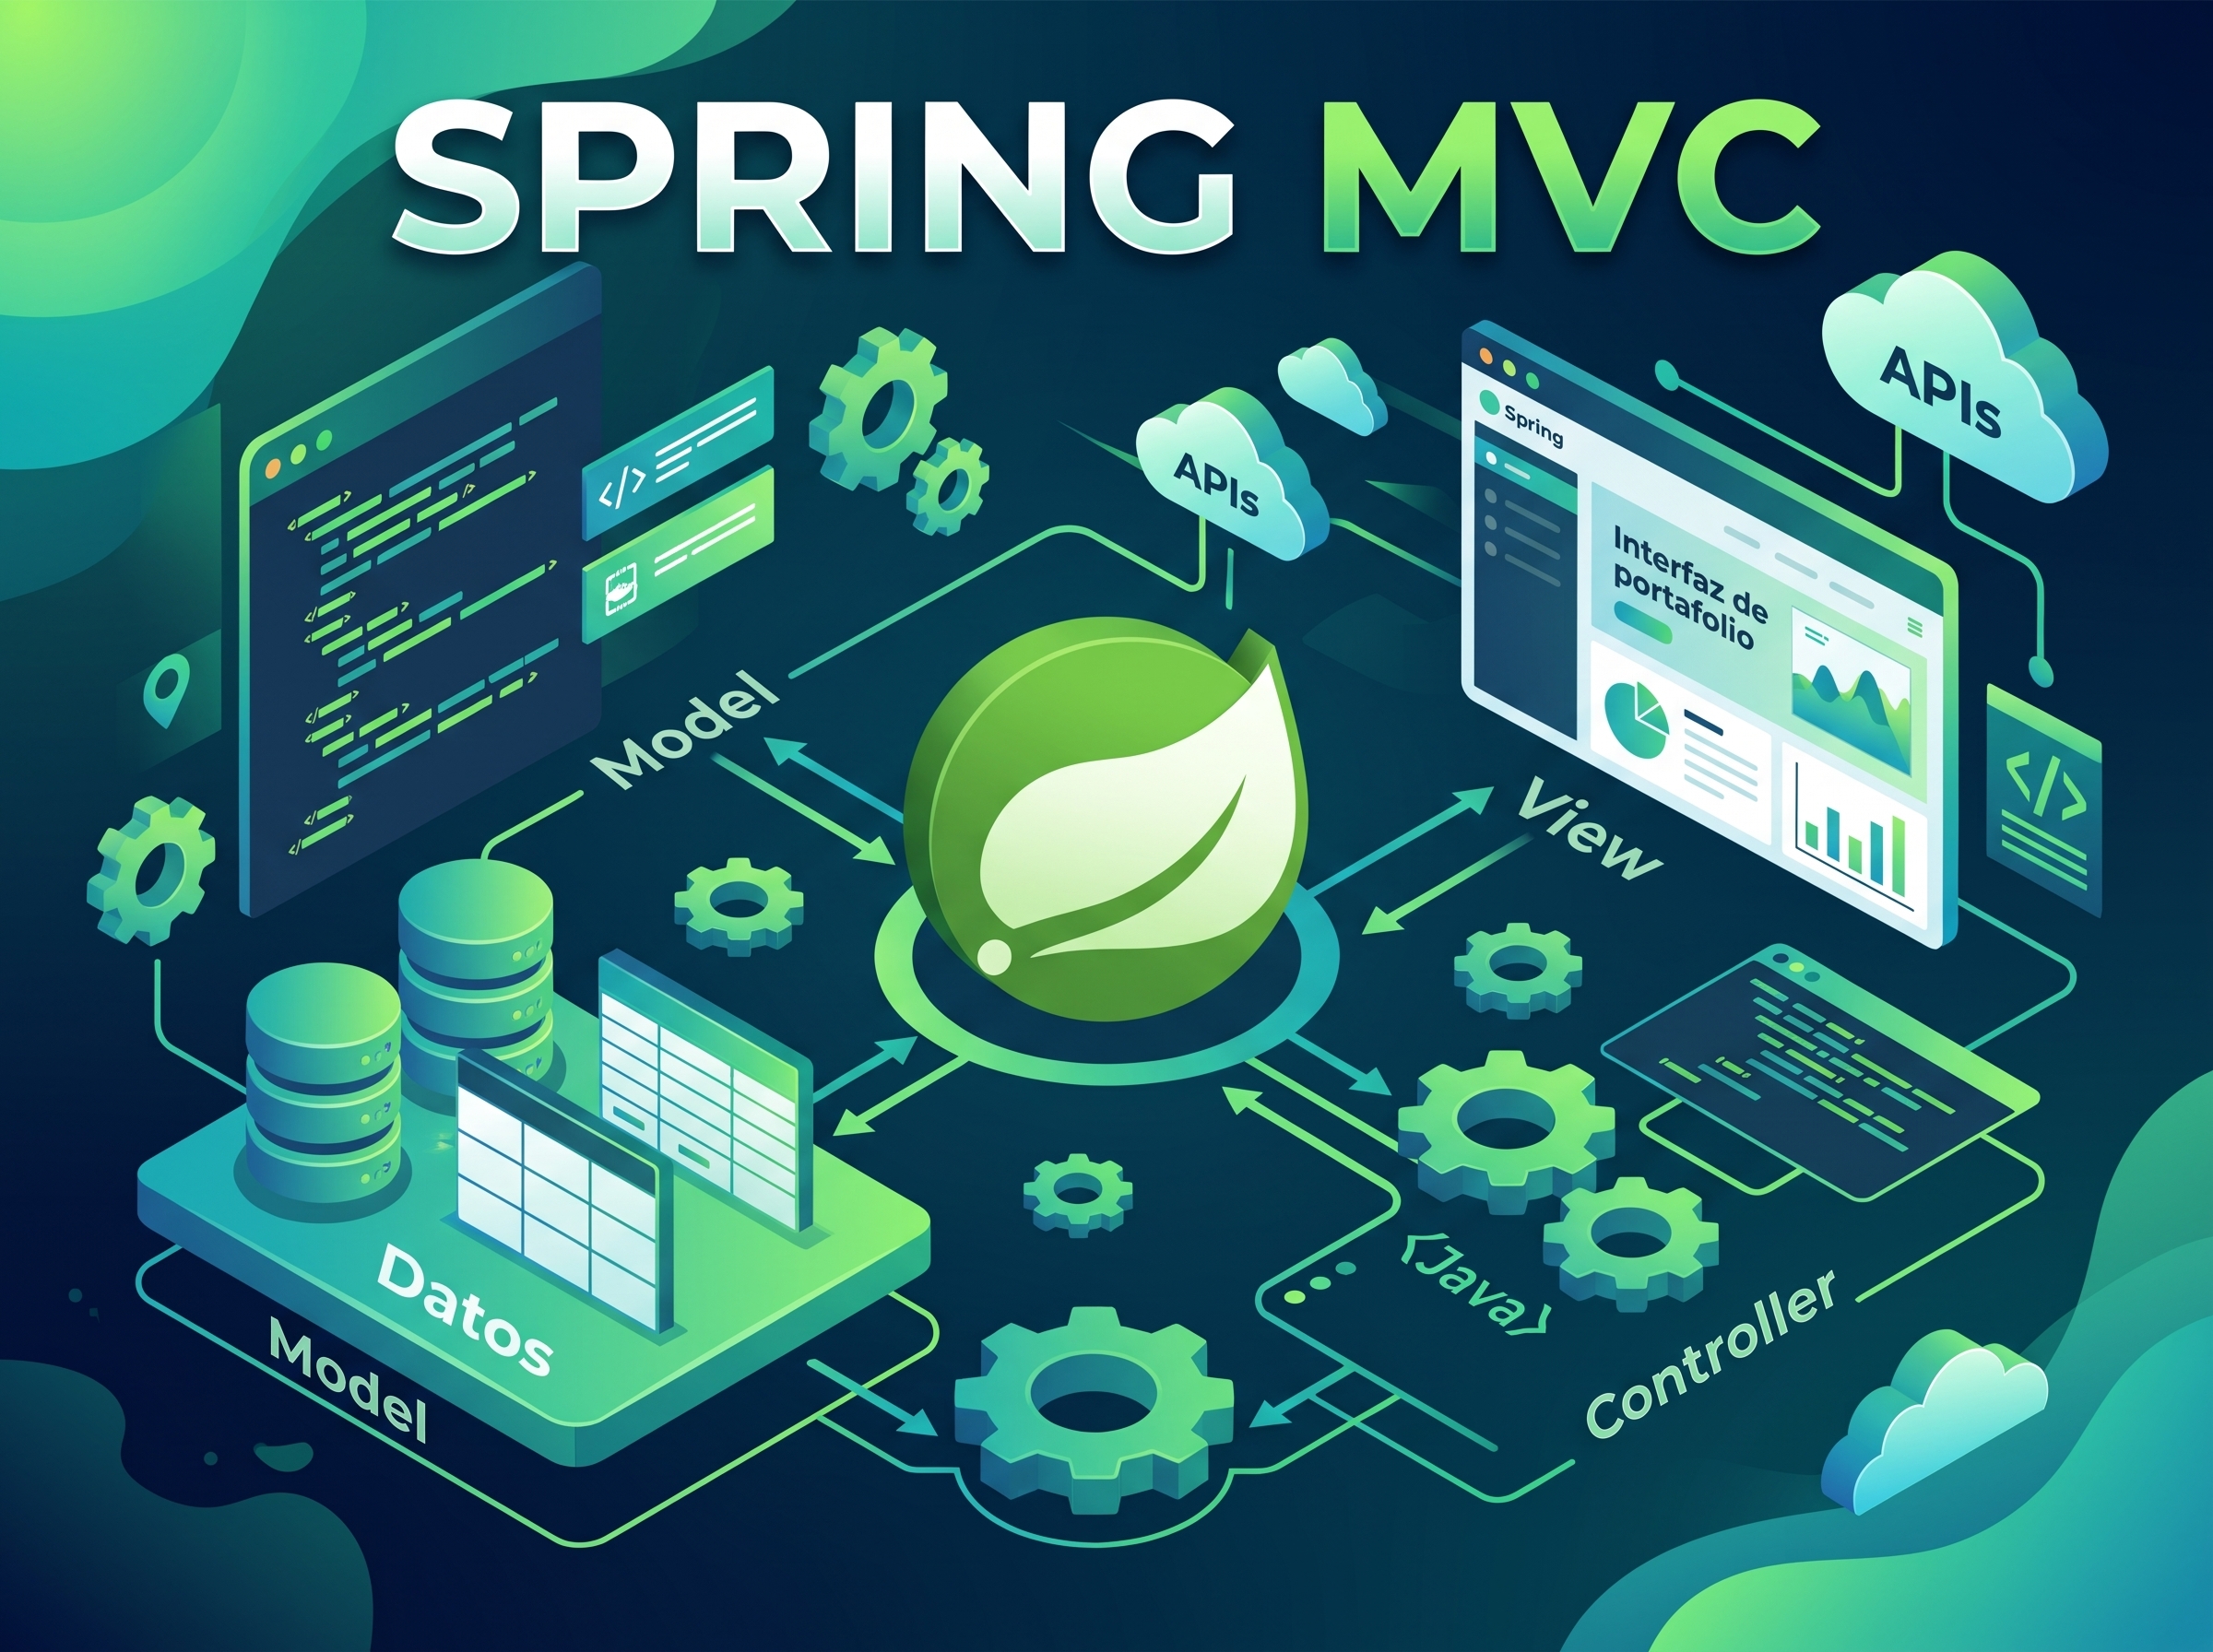 SPRING MVC
APIs
APIs
Spring
</>
Interfaz de
portafolio
Model
View
</>
Datos
Model
<Java>
Controller